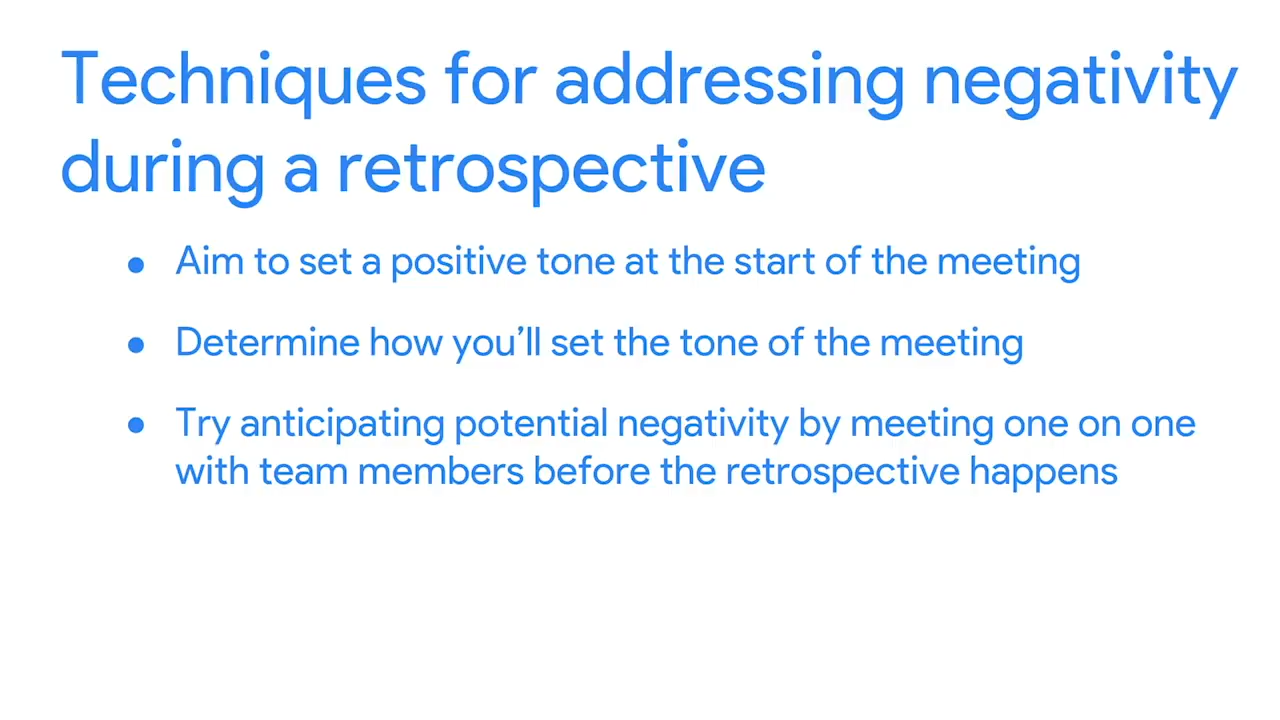 Techniques for addressing negativity
during a retrospective
● Aim to set a positive tone at the start of the meeting
● Determine how you’ll set the tone of the meeting
● Try anticipating potential negativity by meeting one on one
with team members before the retrospective happens